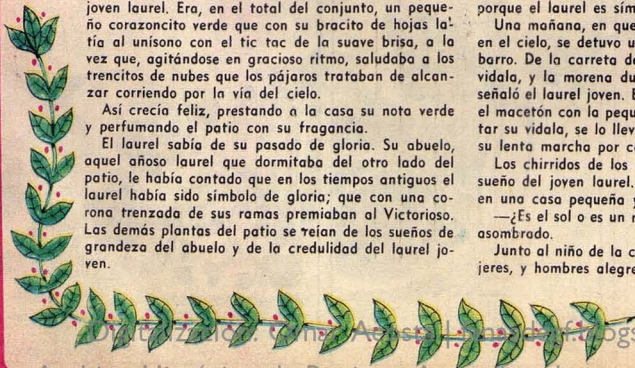 joven laurel. Era, en el total del conjunto, un peque-
ño corazoncito verde que con su bracito de hojas la-
tía al unísono con el tic tac de la suave brisa, a la
vez que, agitándose en gracioso ritmo, saludaba a los
trencitos de nubes que los pájaros trataban de alcan-
zar corriendo por la vía del cielo.
Así crecía feliz, prestando a la casa su nota verde
y perfumando el patio con su fragancia.
El laurel sabía de su pasado de gloria. Su abuelo,
aquel añoso laurel que dormitaba del otro lado del
patio, le había contado que en los tiempos antiguos el
laurel había sido símbolo de gloria; que con una co-
rona trenzada de sus ramas premiaban al Victorioso.
Las demás plantas del patio se reían de los sueños de
grandeza del abuelo y de la credulidad del laurel jo-
ven.
porque el laurel es sím
Una mañana, en que
en el cielo, se detuvo u
barro. De la carreta de
vidala, y la morena du
señaló el laurel joven. E
el macetón con la pequ
tar su vidala, se lo llev
su lenta marcha por c
Los chirridos de los
sueño del joven laurel.
en una casa pequeña y
—¿Es el sol o es un r
asombrado.
Junto al niño de la c
jeres, y hombres alegre